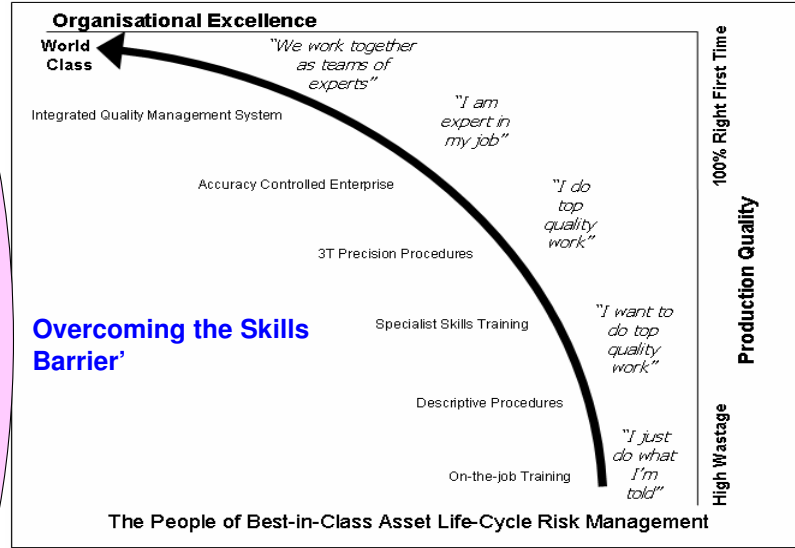 Organisational Excellence
World
Class
“We work together
as teams of
experts”
Integrated Quality Management System
“I am
expert in
my job”
Accuracy Controlled Enterprise
“I do
top
quality
work”
3T Precision Procedures
Overcoming the Skills
Barrier’
Specialist Skills Training
“I want to
do top
quality
work”
Descriptive Procedures
On-the-job Training
“I just
do what
I’m
told”
100% Right First Time
Production Quality
High Wastage
The People of Best-in-Class Asset Life-Cycle Risk Management